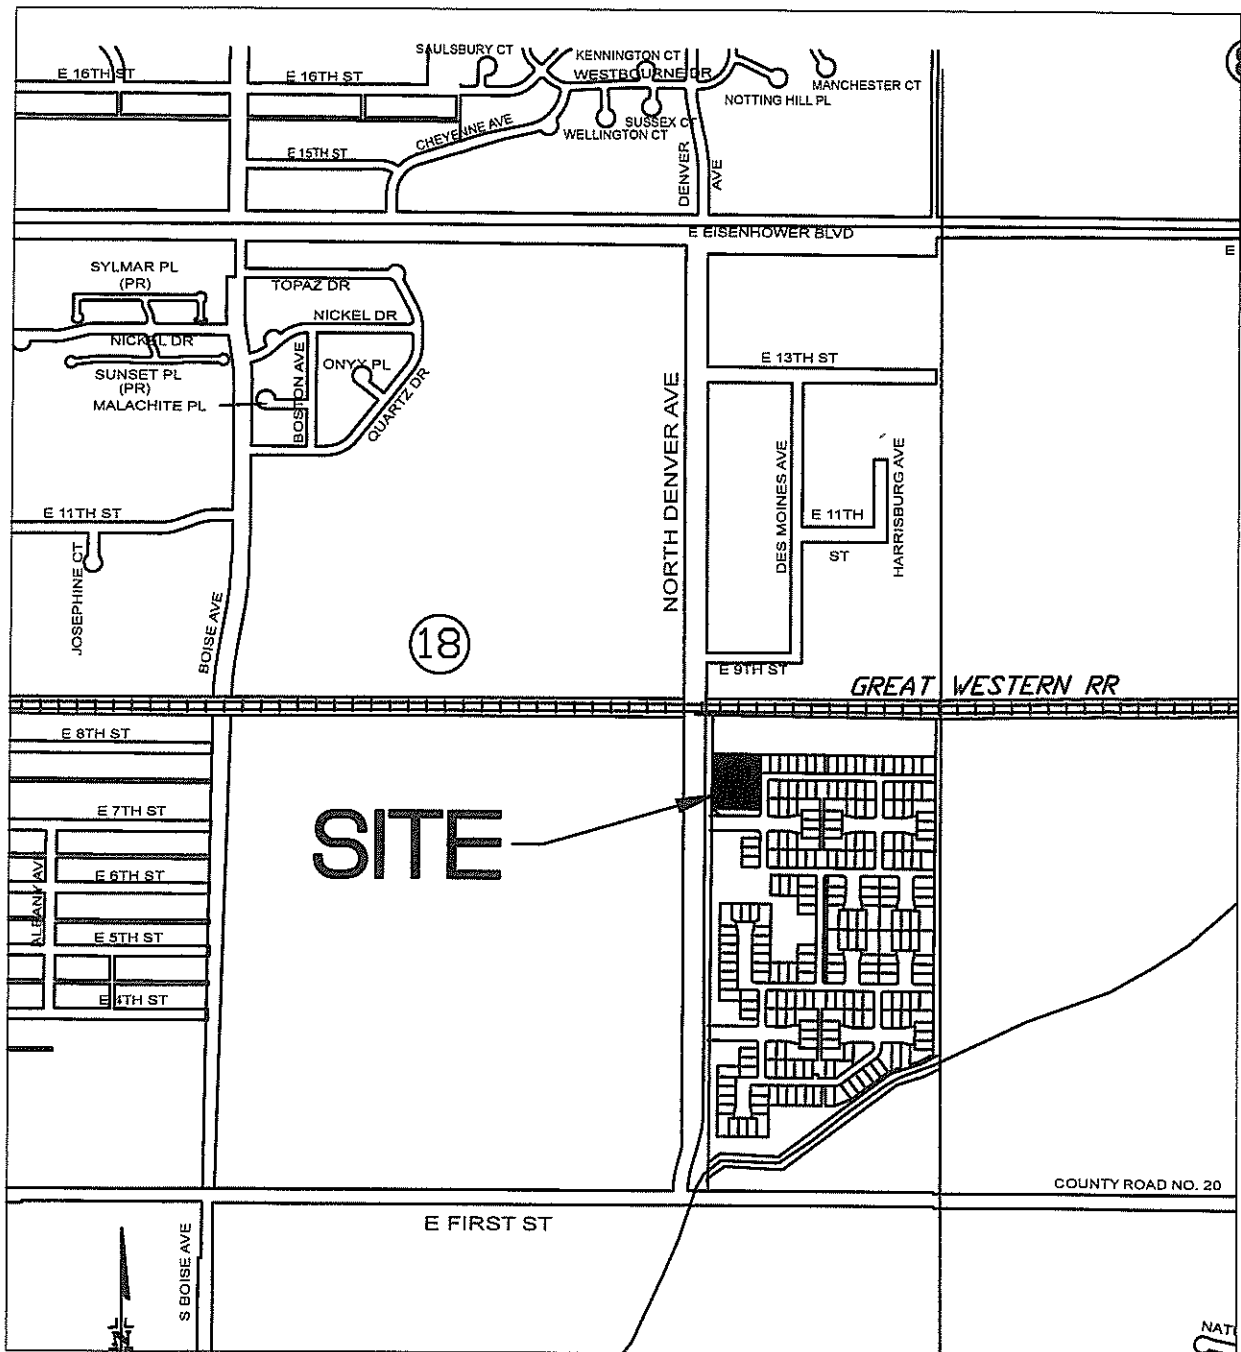 SAULSBURY CT
KENNINGTON CT
E 16TH ST
E 16TH ST
WESTBOURNE DR
NOTTING HILL PL
MANCHESTER CT
CHEYENNE AVE
WELLINGTON CT
SUSSEX CT
E 15TH ST
DENVER
AVE
E EISENHOWER BLVD
E
SYLMAR PL
(PR)
TOPAZ DR
NICKEL DR
NICKEL DR
SUNSET PL
(PR)
MALACHITE PL
BOSTON AVE
ONYX PL
QUARTZ DR
E 13TH ST
NORTH DENVER AVE
DES MOINES AVE
HARRISBURG AVE
E 11TH
ST
E 11TH ST
JOSEPHINE CT
BOISE AVE
18
E 9TH ST
GREAT WESTERN RR
E 8TH ST
E 7TH ST
SITE
E 6TH ST
ALBANY AVE
E 5TH ST
E 4TH ST
COUNTY ROAD NO. 20
E FIRST ST
S BOISE AVE
N
NAT